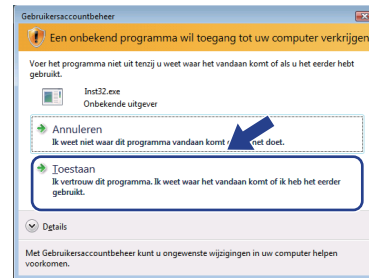 Gebruikersaccountbeheer
Een onbekend programma wil toegang tot uw computer verkrijgen
Voer het programma niet uit tenzij u weet waar het vandaan komt of als u het eerder hebt
gebruikt.
Inst32.exe
Onbekende uitgever
Annuleren
Ik weet niet waar dit programma vandaan komt net doet.
Toestaan
Ik vertrouw dit programma. Ik weet waar het vandaan komt of ik heb het eerder
gebruikt.
Details
Met Gebruikersaccountbeheer kunt u ongewenste wijzigingen in uw computer helpen
voorkomen.